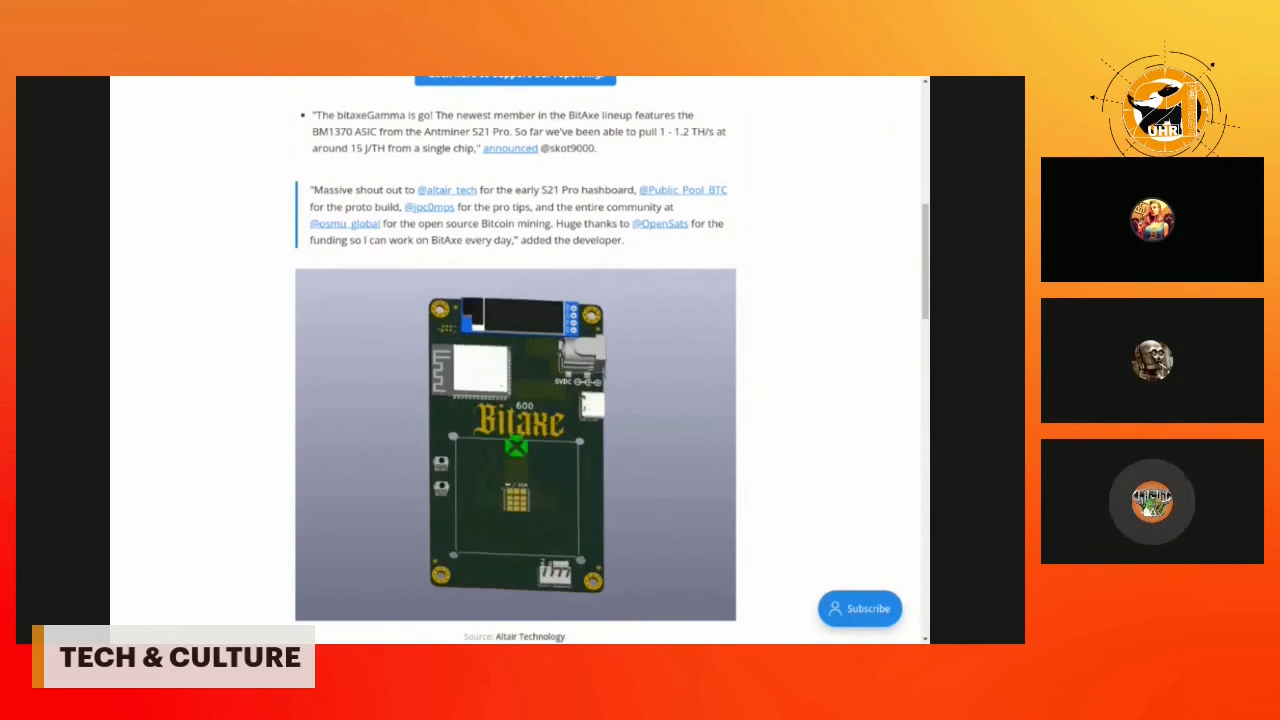 "The bitaxeGamma is go! The newest member in the BitAxe lineup features the
BM1370 ASIC from the Antminer S21 Pro. So far we've been able to pull 1 - 1.2 TH/s at
around 15 J/TH from a single chip," announced @skot9000.
"Massive shout out to @altair_tech for the early S21 Pro hashboard, @Public_Pool_BTC
for the proto build, @jpc0mps for the pro tips, and the entire community at
@osmu_global for the open source Bitcoin mining. Huge thanks to @OpenSats for the
funding so I can work on BitAxe every day," added the developer.
5VDC
600
Bitaxe
Subscribe
Source: Altair Technology.
TECH & CULTURE
21
UHR